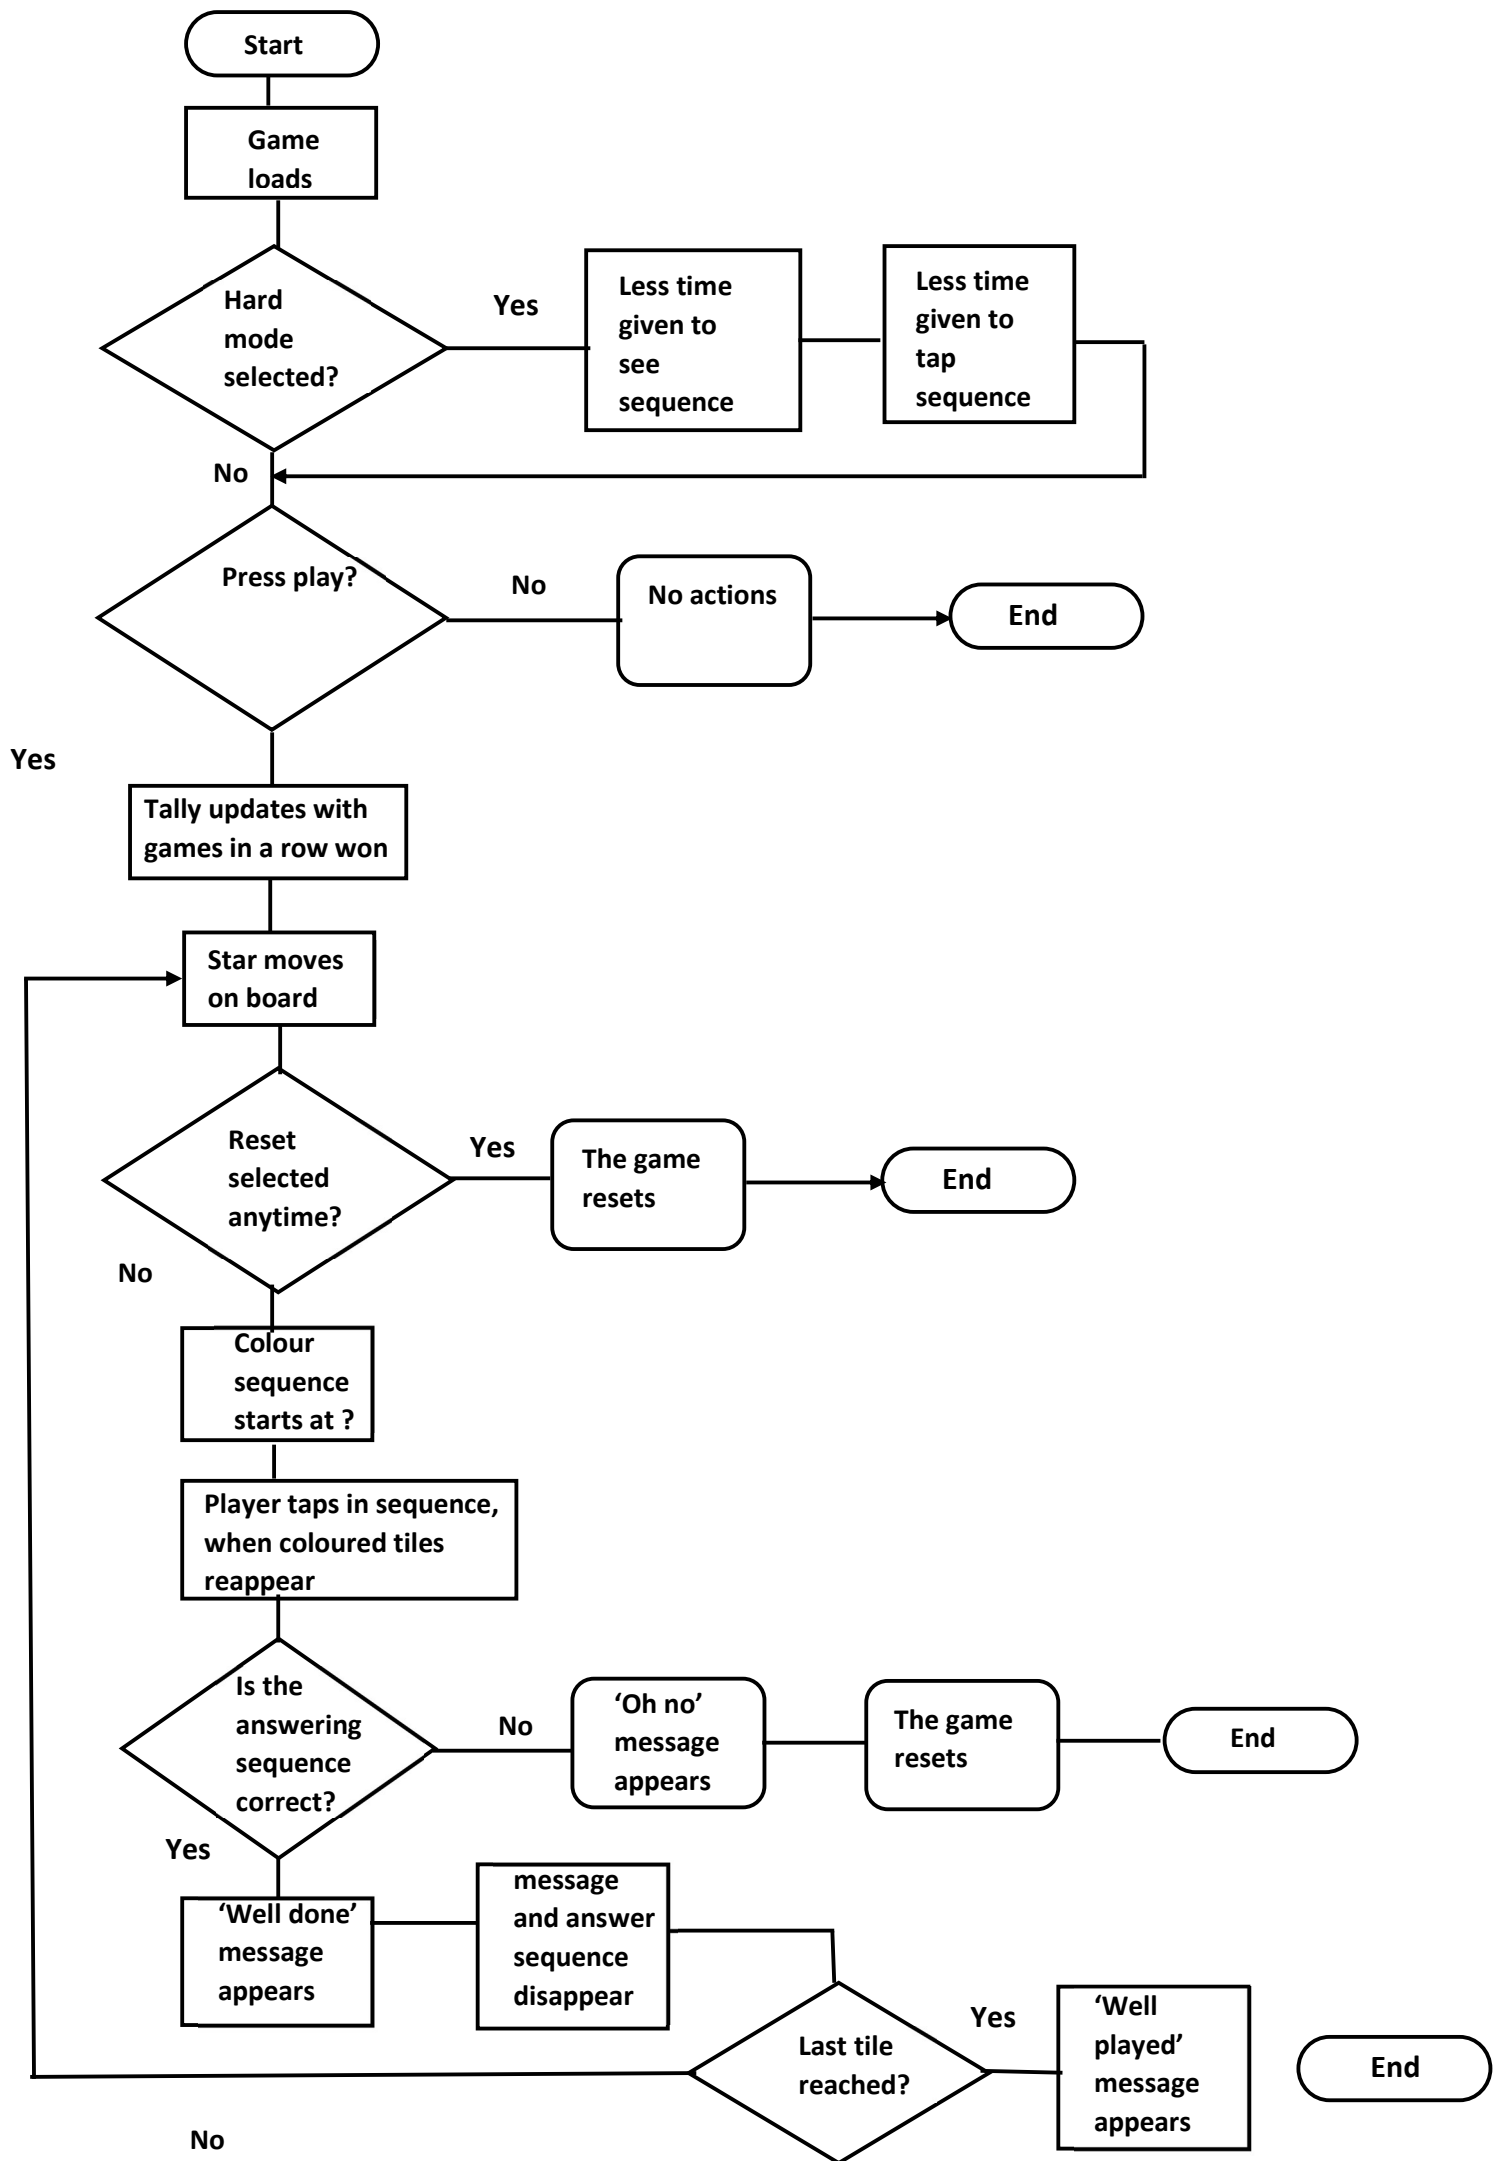 Start
Game
loads
Hard
mode
selected?
Yes
Less time
given to
see
sequence
Less time
given to
tap
sequence
No
Press play?
No
No actions
End
Yes
Tally updates with
games in a row won
Star moves
on board
Reset
selected
anytime?
Yes
The game
resets
End
No
Colour
sequence
starts at ?
Player taps in sequence,
when coloured tiles
reappear
Is the
answering
sequence
correct?
No
‘Oh no’
message
appears
The game
resets
End
Yes
‘Well done’
message
appears
message
and answer
sequence
disappear
Last tile
reached?
Yes
‘Well
played’
message
appears
End
No